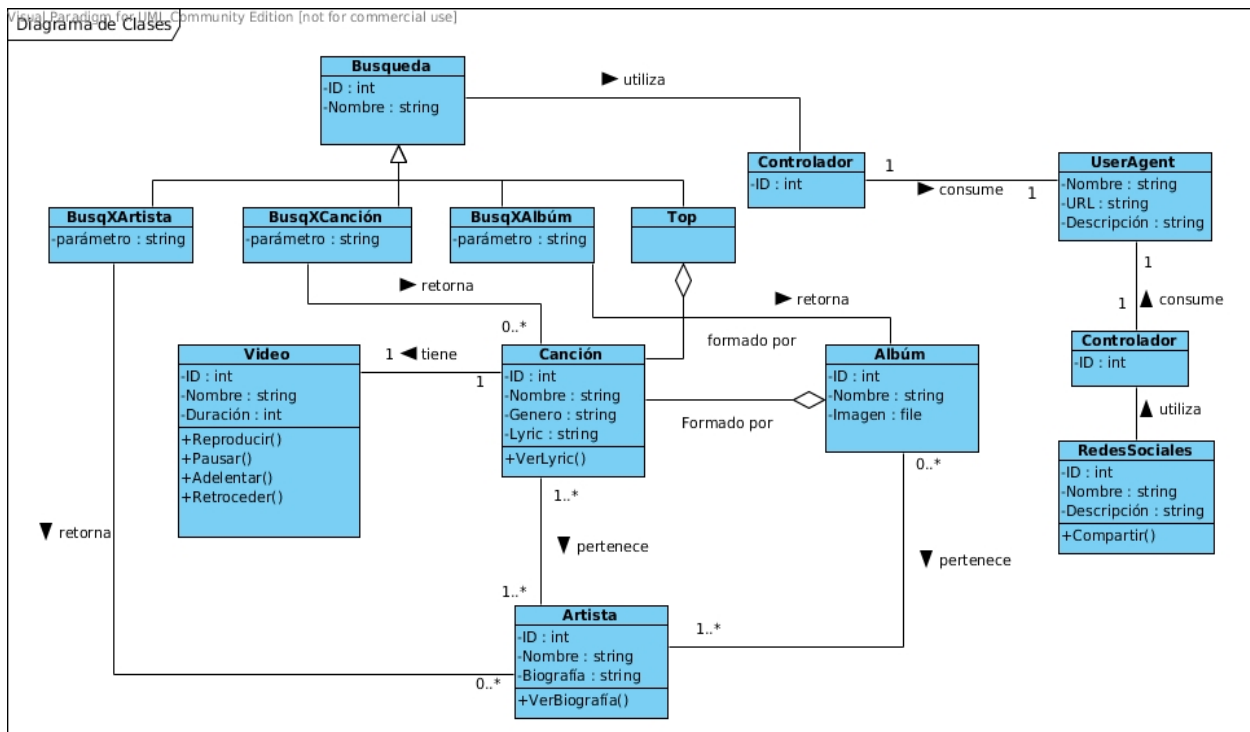 Visual Paradigm for UML Community Edition [not for commercial use]
Diagrama de Clases
Busqueda
-ID : int
-Nombre : string
utiliza
Controlador
-ID : int
1
consume
1
UserAgent
-Nombre : string
-URL : string
-Descripción : string
BusqXArtista
-parámetro : string
BusqXCanción
-parámetro : string
BusqXAlbúm
-parámetro : string
Top
retorna
retorna
1
1
consume
0..*
formado por
Video
-ID : int
-Nombre : string
-Duración : int
+Reproducir()
+Pausar()
+Adelentar()
+Retroceder()
1
tiene
1
Canción
-ID : int
-Nombre : string
-Genero : string
-Lyric : string
+VerLyric()
Formado por
Albúm
-ID : int
-Nombre : string
-Imagen : file
Controlador
-ID : int
utiliza
RedesSociales
-ID : int
-Nombre : string
-Descripción : string
+Compartir()
0..*
1..*
retorna
pertenece
pertenece
1..*
1..*
0..*
Artista
-ID : int
-Nombre : string
-Biografía : string
+VerBiografía()